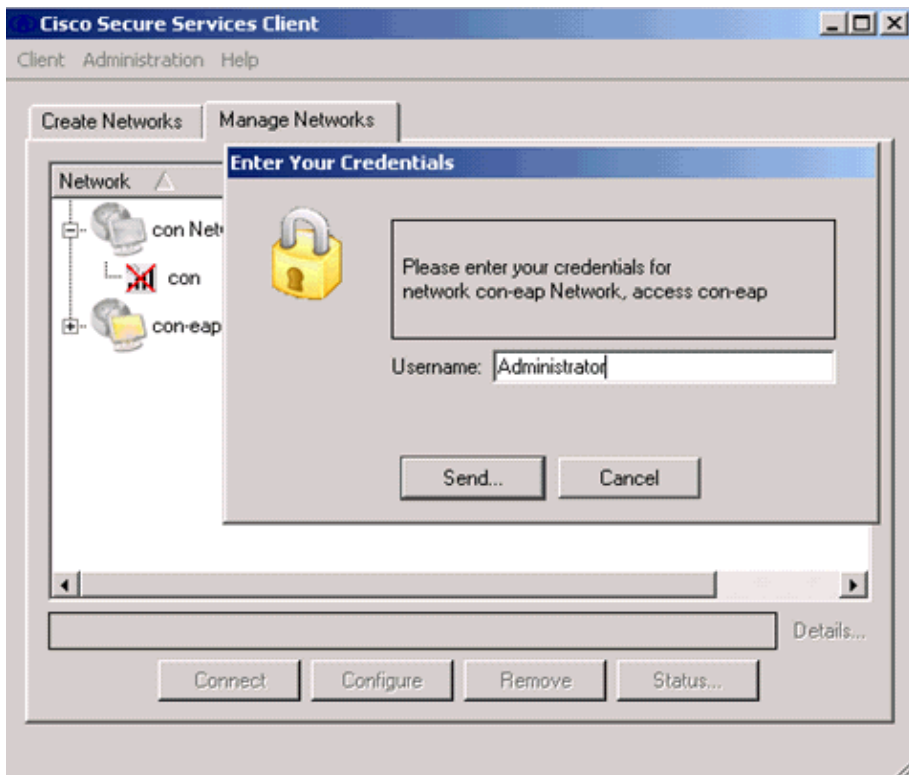 Cisco Secure Services Client
Client Administration Help
Create Networks Manage Networks
Enter Your Credentials
Network
con Net
con
con-eap
Please enter your credentials for
network con-eap Network, access con-eap
Username: Administrator
Send... Cancel
Details...
Connect Configure Remove Status...